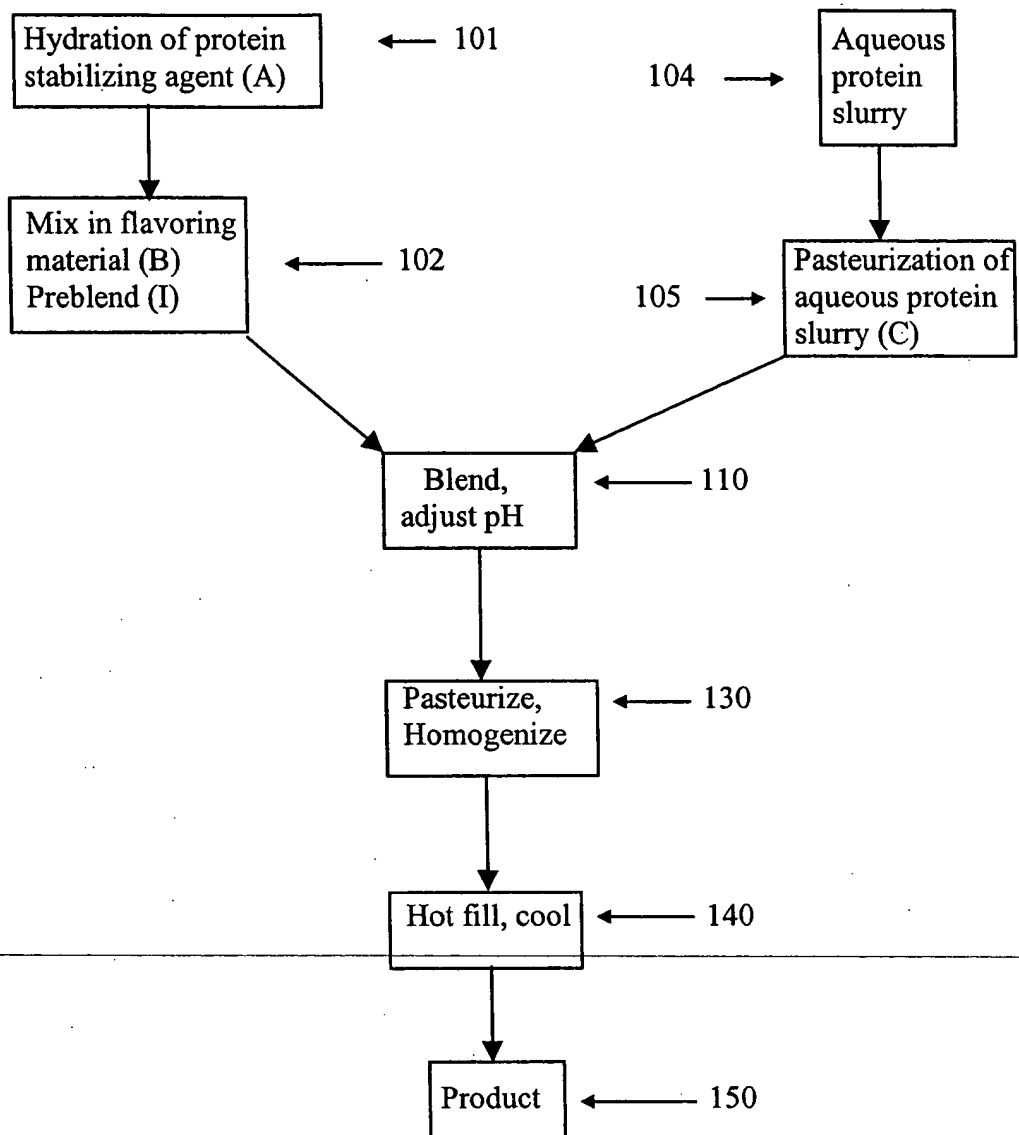 Hydration of protein
stabilizing agent (A)
101
Aqueous
protein
slurry
104
Mix in flavoring
material (B)
Preblend (I)
102
Pasteurization of
aqueous protein
slurry (C)
105
Blend,
adjust pH
110
Pasteurize,
Homogenize
130
Hot fill, cool
140
Product
150